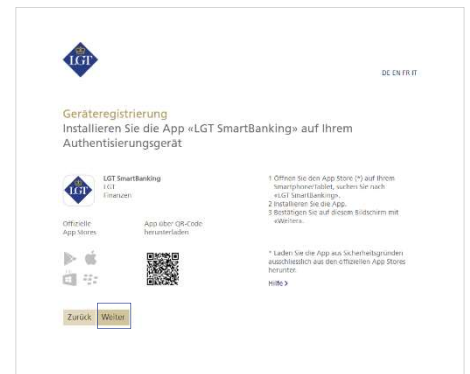 LGT
DE EN FR IT
Geräteregistrierung
Installieren Sie die App «LGT SmartBanking» auf Ihrem
Authentisierungsgerät
LGT
LGT SmartBanking
LGT
Finanzen
Offizielle
App Stores
App über QR-Code
herunterladen
1 Öffnen Sie den App Store (*) auf Ihrem
Smartphone/Tablet, suchen Sie nach
«LGT SmartBanking».
2 Installieren Sie die App.
3 Bestätigen Sie auf diesem Bildschirm mit
«Weiter».
* Laden Sie die App aus Sicherheitsgründen
ausschliesslich aus den offiziellen App Stores
herunter.
Hilfe >
Zurück Weiter